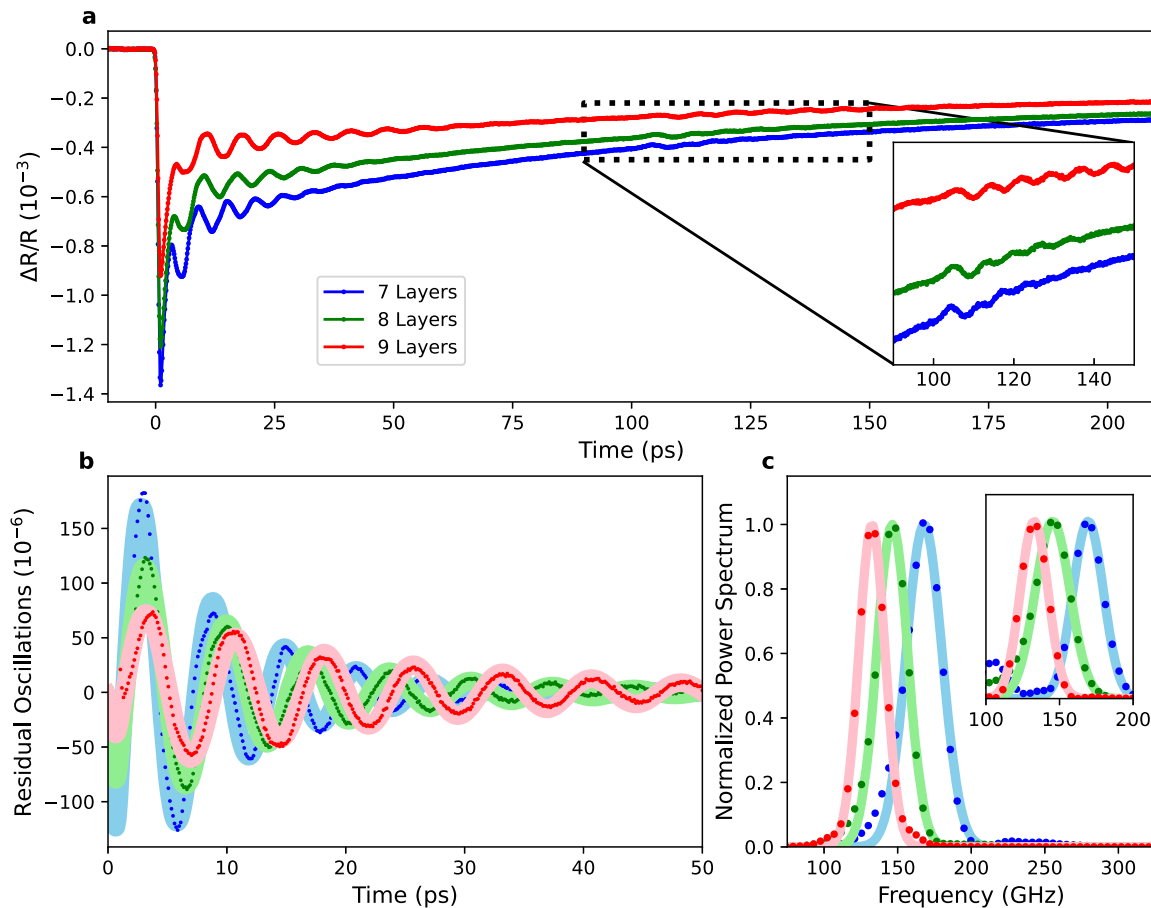 a
0.0
−0.2
−0.4
−0.6
−0.8
−1.0
−1.2
−1.4
ΔR/R (10⁻³)
7 Layers
8 Layers
9 Layers
100 120 140
0 25 50 75 100 125 150 175 200
Time (ps)
b
150
100
50
0
−50
−100
Residual Oscillations (10⁻⁶)
0 10 20 30 40 50
Time (ps)
c
1.0
0.8
0.6
0.4
0.2
0.0
Normalized Power Spectrum
100 150 200
100 150 200 250 300
Frequency (GHz)